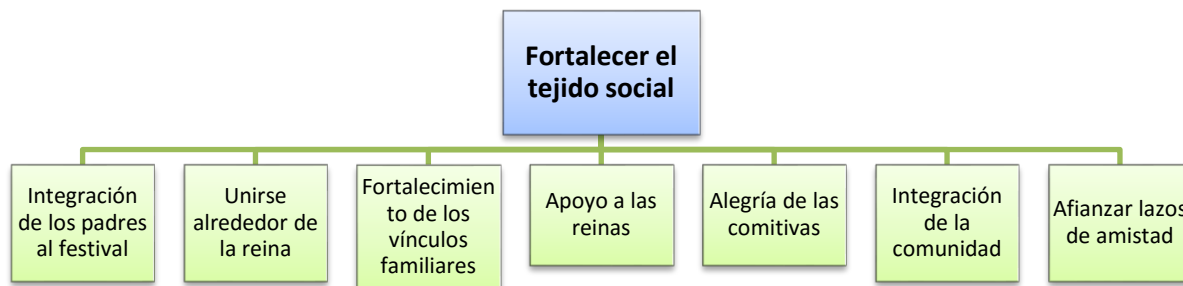 Fortalecer el
tejido social
Integración
de los padres
al festival
Unirse
alrededor de
la reina
Fortalecimien
to de los
vínculos
familiares
Apoyo a las
reinas
Alegría de las
comitivas
Integración
de la
comunidad
Afianzar lazos
de amistad